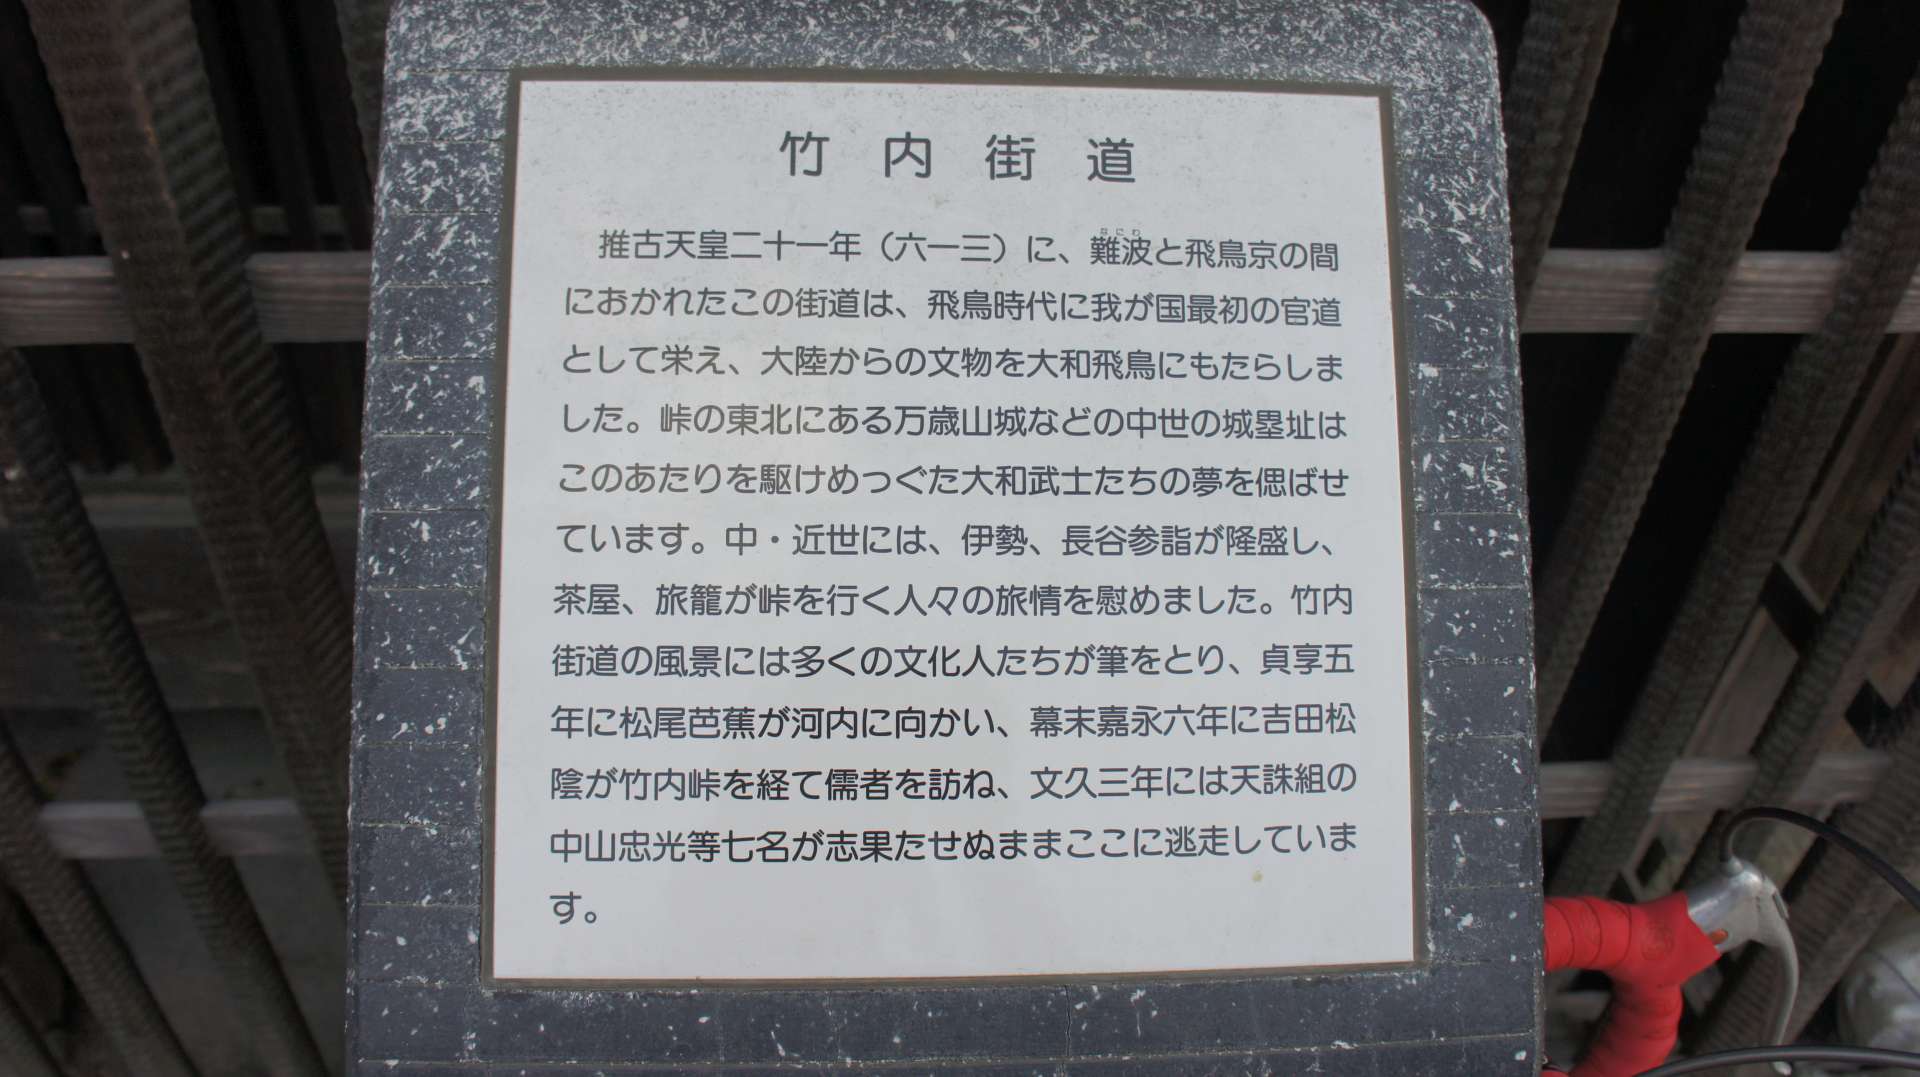 竹内街道
推古天皇二十一年（六一三）に、難波と飛鳥京の間
なにわ
におかれたこの街道は、飛鳥時代に我が国最初の官道
として栄え、大陸からの文物を大和飛鳥にもたらしま
した。峠の東北にある万歳山城などの中世の城塁址は
このあたりを駆けめっぐた大和武士たちの夢を偲ばせ
ています。中・近世には、伊勢、長谷参詣が隆盛し、
茶屋、旅籠が峠を行く人々の旅情を慰めました。竹内
街道の風景には多くの文化人たちが筆をとり、貞享五
年に松尾芭蕉が河内に向かい、幕末嘉永六年に吉田松
陰が竹内峠を経て儒者を訪ね、文久三年には天誅組の
中山忠光等七名が志果たせぬままここに逃走していま
す。